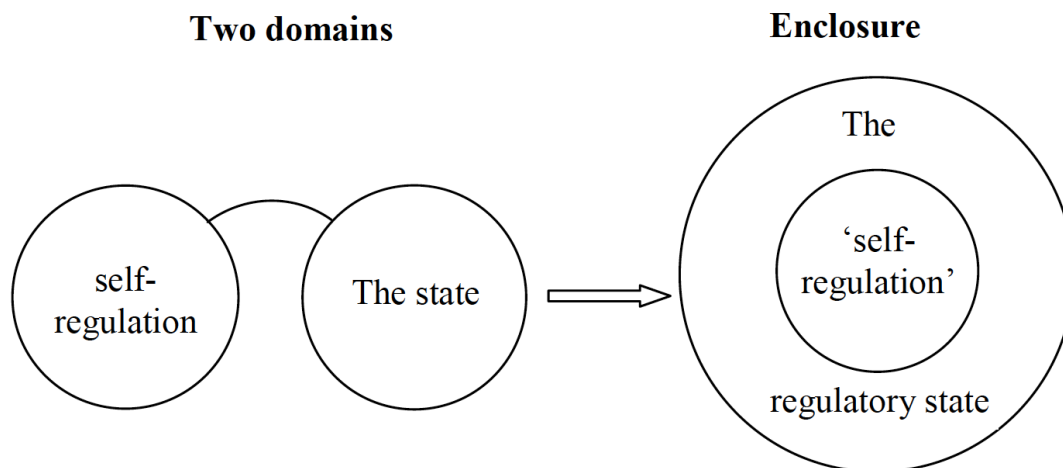 Two domains
Enclosure
self-
regulation
The state
The
‘self-
regulation’
regulatory state